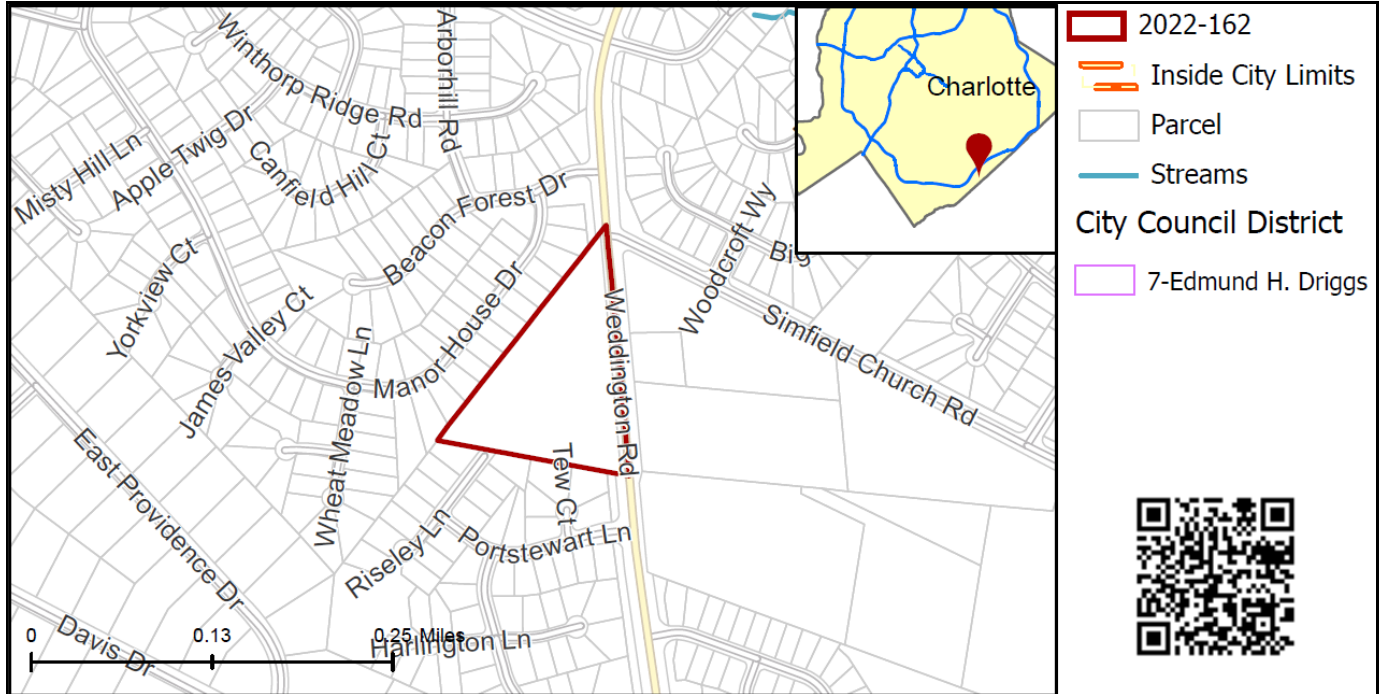 Winthorp Ridge Rd
Arborhill Rd
Misty Hill Ln
Apple Twig Dr
Canfield Hill Ct
Beacon Forest Dr
Yorkview Ct
James Valley Ct
Wheat Meadow Ln
Manor House Dr
Weddington Rd
Woodcroft Wy
Big
Simfield Church Rd
East Providence Dr
Tew Ct
Riseley Ln
Portstewart Ln
Harlington Ln
Davis Dr
0
0.13
0.25 Miles
Charlotte
2022-162
Inside City Limits
Parcel
Streams
City Council District
7-Edmund H. Driggs